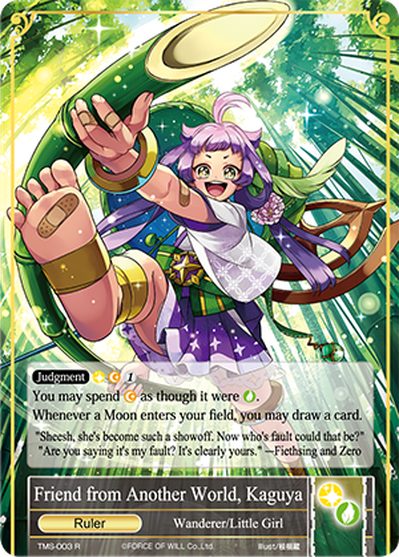 Judgment 1
You may spend as though it were .
Whenever a Moon enters your field, you may draw a card.
"Sheesh, she's become such a showoff. Now who's fault could that be?"
"Are you saying it's my fault? It's clearly yours." —Fiethsing and Zero
Friend from Another World, Kaguya
Ruler
Wanderer/Little Girl
TMS-003 R
©FORCE OF WILL Co.,Ltd.
Illust/